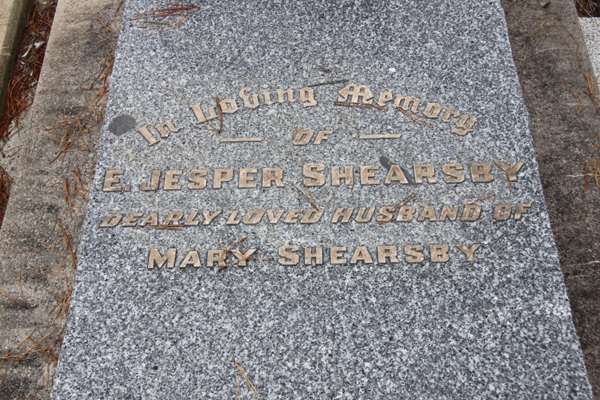 In Loving Memory
OF
E. JESPER SHEARSBY
DEARLY LOVED HUSBAND OF
MARY SHEARSBY